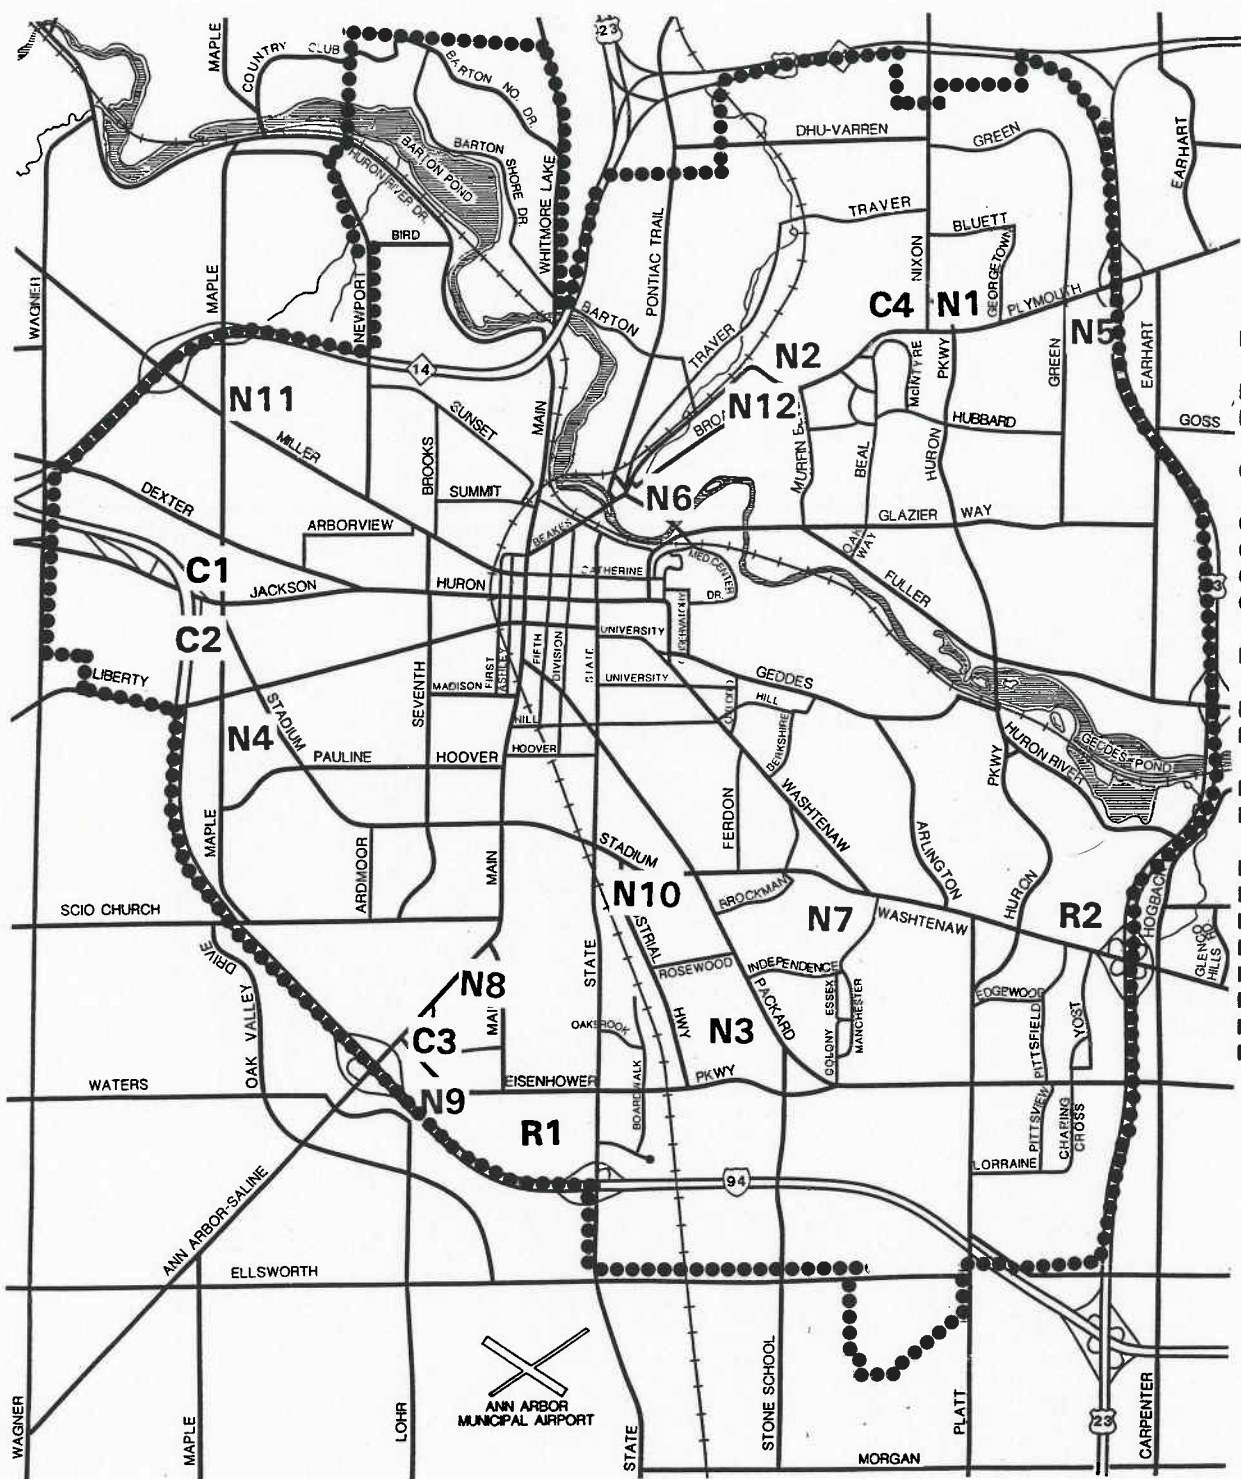 MAPLE
COUNTRY
CLUB
BARTON NO. DR.
23
DHU-VARREN
GREEN
EARHART
BARTON
SHORE DR.
BARTON POND
HURON RIVER DR.
WHITMORE LAKE
PONTIAC TRAIL
TRAVER
BLUETT
BIRD
NIXON
GEORGETOWN
WAGNER
MAPLE
NEWPORT
BARTON
C4 N1
PLYMOUTH
N5
TRAVER
N2
McINTYRE
PKWY
GREEN
EARHART
14
N11
SUNSET
MAIN
N12
HUBBARD
GOSS
MILLER
BROOKS
MURFIN
BEAL
HURON
DEXTER
SUMMIT
N6
GLAZIER WAY
ARBORVIEW
BEAKES
OAK
WAY
C1
JACKSON
HURON
CATHERINE
MED CENTER
DR.
FULLER
C2
UNIVERSITY
LIBERTY
SEVENTH
MADISON
FIRST
ASHLEY
FIFTH
DIVISION
STATE
UNIVERSITY
GEDDES
HILL
STADIUM
N4
HILL
BERKSHIRE
HURON RIVER
GEDDES POND
PAULINE
HOOVER
HOOVER
PKWY
WASHTENAW
MAPLE
FERDON
ARLINGTON
ARDMOOR
MAIN
STADIUM
BROCKMAN
HURON
HOGBACK
N10
SCIO CHURCH
N7
WASHTENAW
R2
DRIVE
STATE
STRIAL
ROSEWOOD
INDEPENDENCE
GLENCO
HILLS
N8
OAK VALLEY
OAKBROOK
HWY
N3
PACKARD
COLONY
ESSEX
MANCHESTER
EDGEWOOD
PITTSFIELD
YOST
C3
WATERS
EISENHOWER
PKWY
BOARDWALK
N9
R1
PITTSVIEW
CHARING
CROSS
LORRAINE
94
ANN ARBOR-SALINE
ELLSWORTH
ANN ARBOR
MUNICIPAL AIRPORT
WAGNER
MAPLE
LOHR
STATE
STONE SCHOOL
PLATT
23
CARPENTER
MORGAN